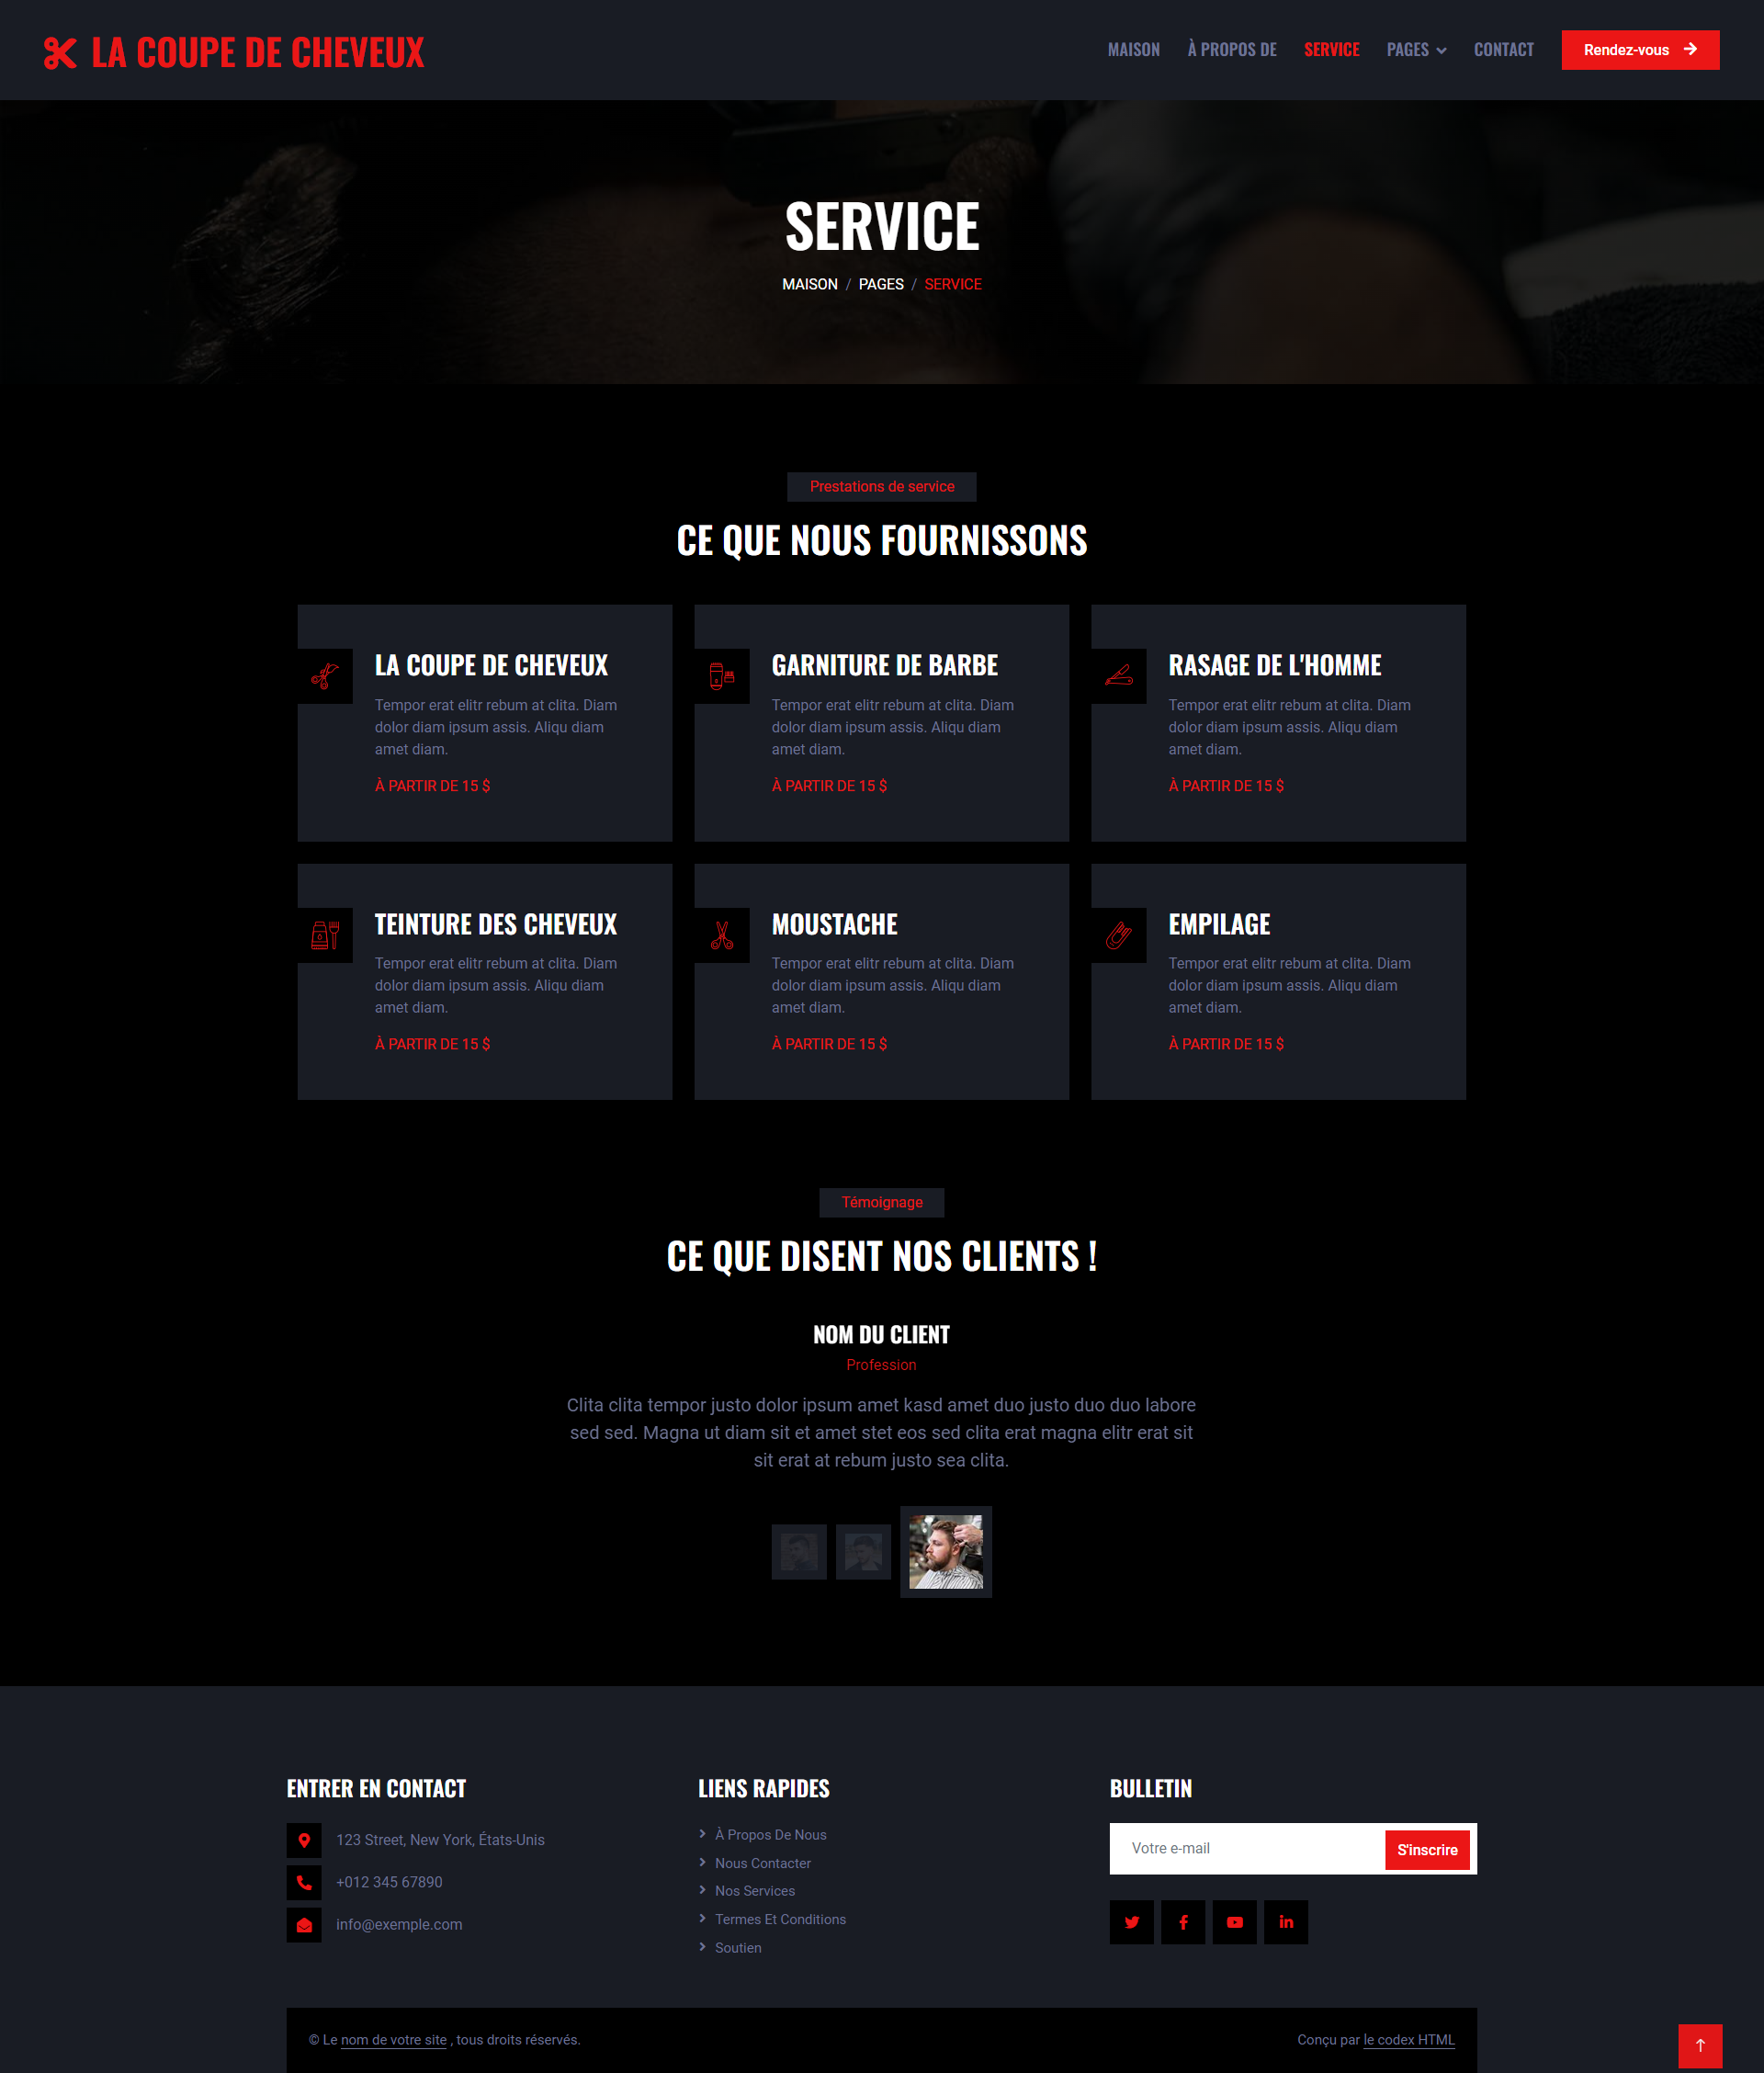 LA COUPE DE CHEVEUX
MAISON
À PROPOS DE
SERVICE
PAGES
CONTACT
Rendez-vous
SERVICE
MAISON / PAGES / SERVICE
Prestations de service
CE QUE NOUS FOURNISSONS
LA COUPE DE CHEVEUX
Tempor erat elitr rebum at clita. Diam
dolor diam ipsum assis. Aliqu diam
amet diam.
À PARTIR DE 15 $
GARNITURE DE BARBE
Tempor erat elitr rebum at clita. Diam
dolor diam ipsum assis. Aliqu diam
amet diam.
À PARTIR DE 15 $
RASAGE DE L'HOMME
Tempor erat elitr rebum at clita. Diam
dolor diam ipsum assis. Aliqu diam
amet diam.
À PARTIR DE 15 $
TEINTURE DES CHEVEUX
Tempor erat elitr rebum at clita. Diam
dolor diam ipsum assis. Aliqu diam
amet diam.
À PARTIR DE 15 $
MOUSTACHE
Tempor erat elitr rebum at clita. Diam
dolor diam ipsum assis. Aliqu diam
amet diam.
À PARTIR DE 15 $
EMPILAGE
Tempor erat elitr rebum at clita. Diam
dolor diam ipsum assis. Aliqu diam
amet diam.
À PARTIR DE 15 $
Témoignage
CE QUE DISENT NOS CLIENTS !
NOM DU CLIENT
Profession
Clita clita tempor justo dolor ipsum amet kasd amet duo justo duo duo labore
sed sed. Magna ut diam sit et amet stet eos sed clita erat magna elitr erat sit
sit erat at rebum justo sea clita.
ENTRER EN CONTACT
123 Street, New York, États-Unis
+012 345 67890
info@exemple.com
LIENS RAPIDES
À Propos De Nous
Nous Contacter
Nos Services
Termes Et Conditions
Soutien
BULLETIN
Votre e-mail
S'inscrire
© Le nom de votre site , tous droits réservés.
Conçu par le codex HTML